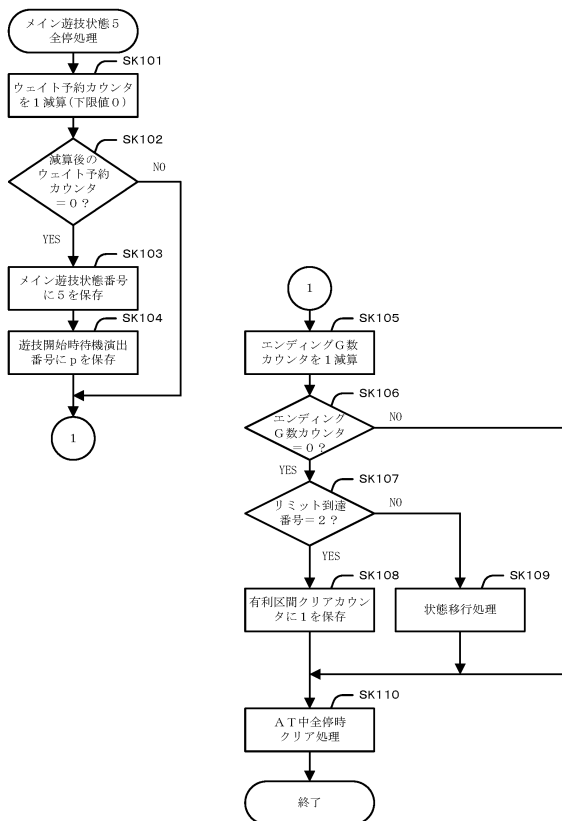 メイン遊技状態５
全停処理
SK101
ウェイト予約カウンタ
を１減算(下限値０)
SK102
減算後の
ウェイト予約
カウンタ
＝０？
NO
YES
SK103
メイン遊技状態番号
に５を保存
SK104
遊技開始時待機演出
番号にｐを保存
1
1
SK105
エンディングＧ数
カウンタを１減算
SK106
エンディング
Ｇ数カウンタ
＝０？
NO
YES
SK107
リミット到達
番号＝２？
NO
YES
SK108
有利区間クリアカウン
タに１を保存
SK109
状態移行処理
SK110
ＡＴ中全停時
クリア処理
終了